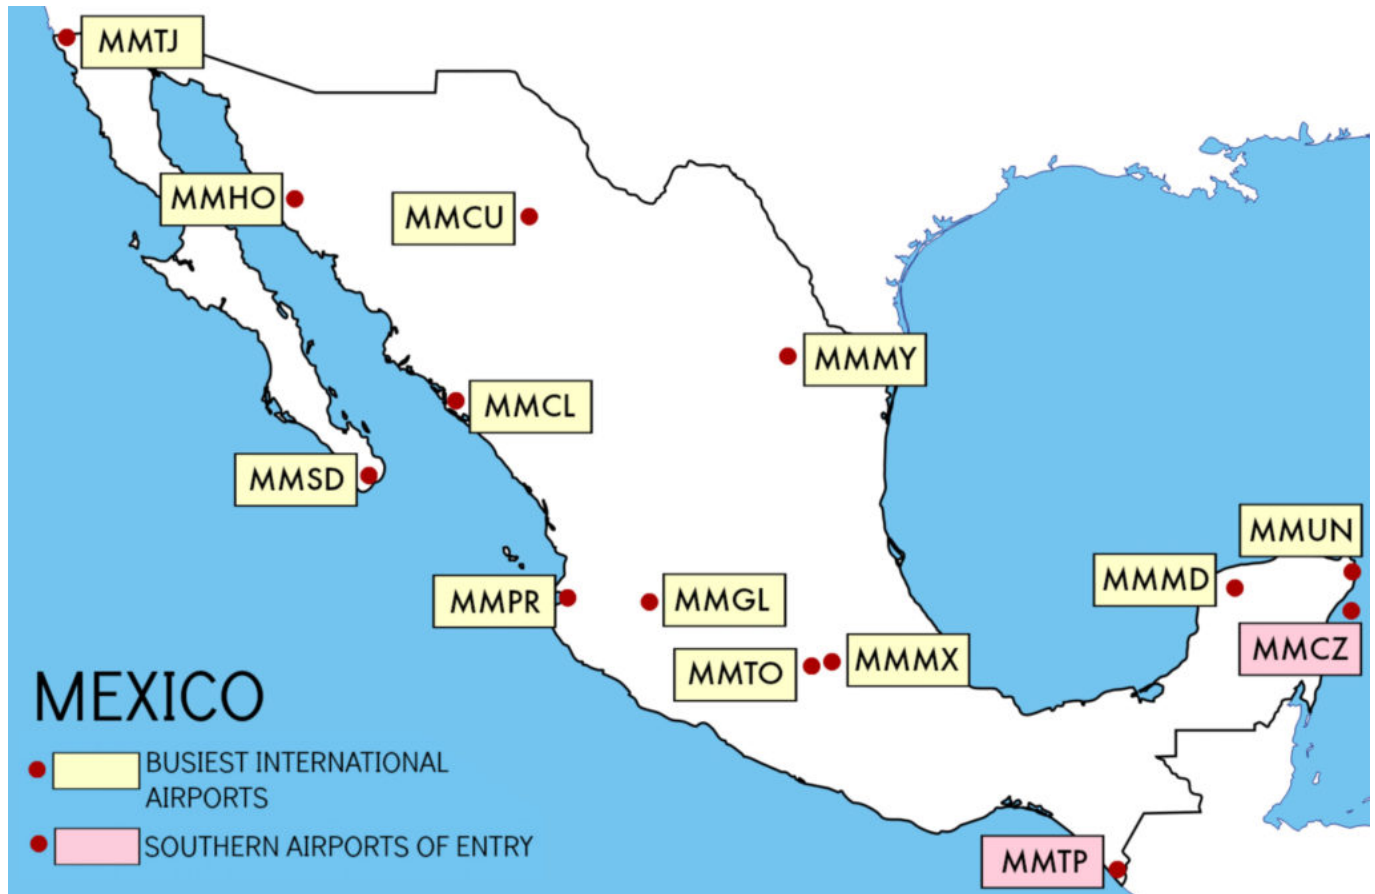 MMTJ
MMHO
MMCU
MMMY
MMCL
MMSD
MMUN
MMMD
MMPR
MMGL
MMCZ
MMTO
MMMX
MEXICO
BUSIEST INTERNATIONAL
AIRPORTS
SOUTHERN AIRPORTS OF ENTRY
MMTP